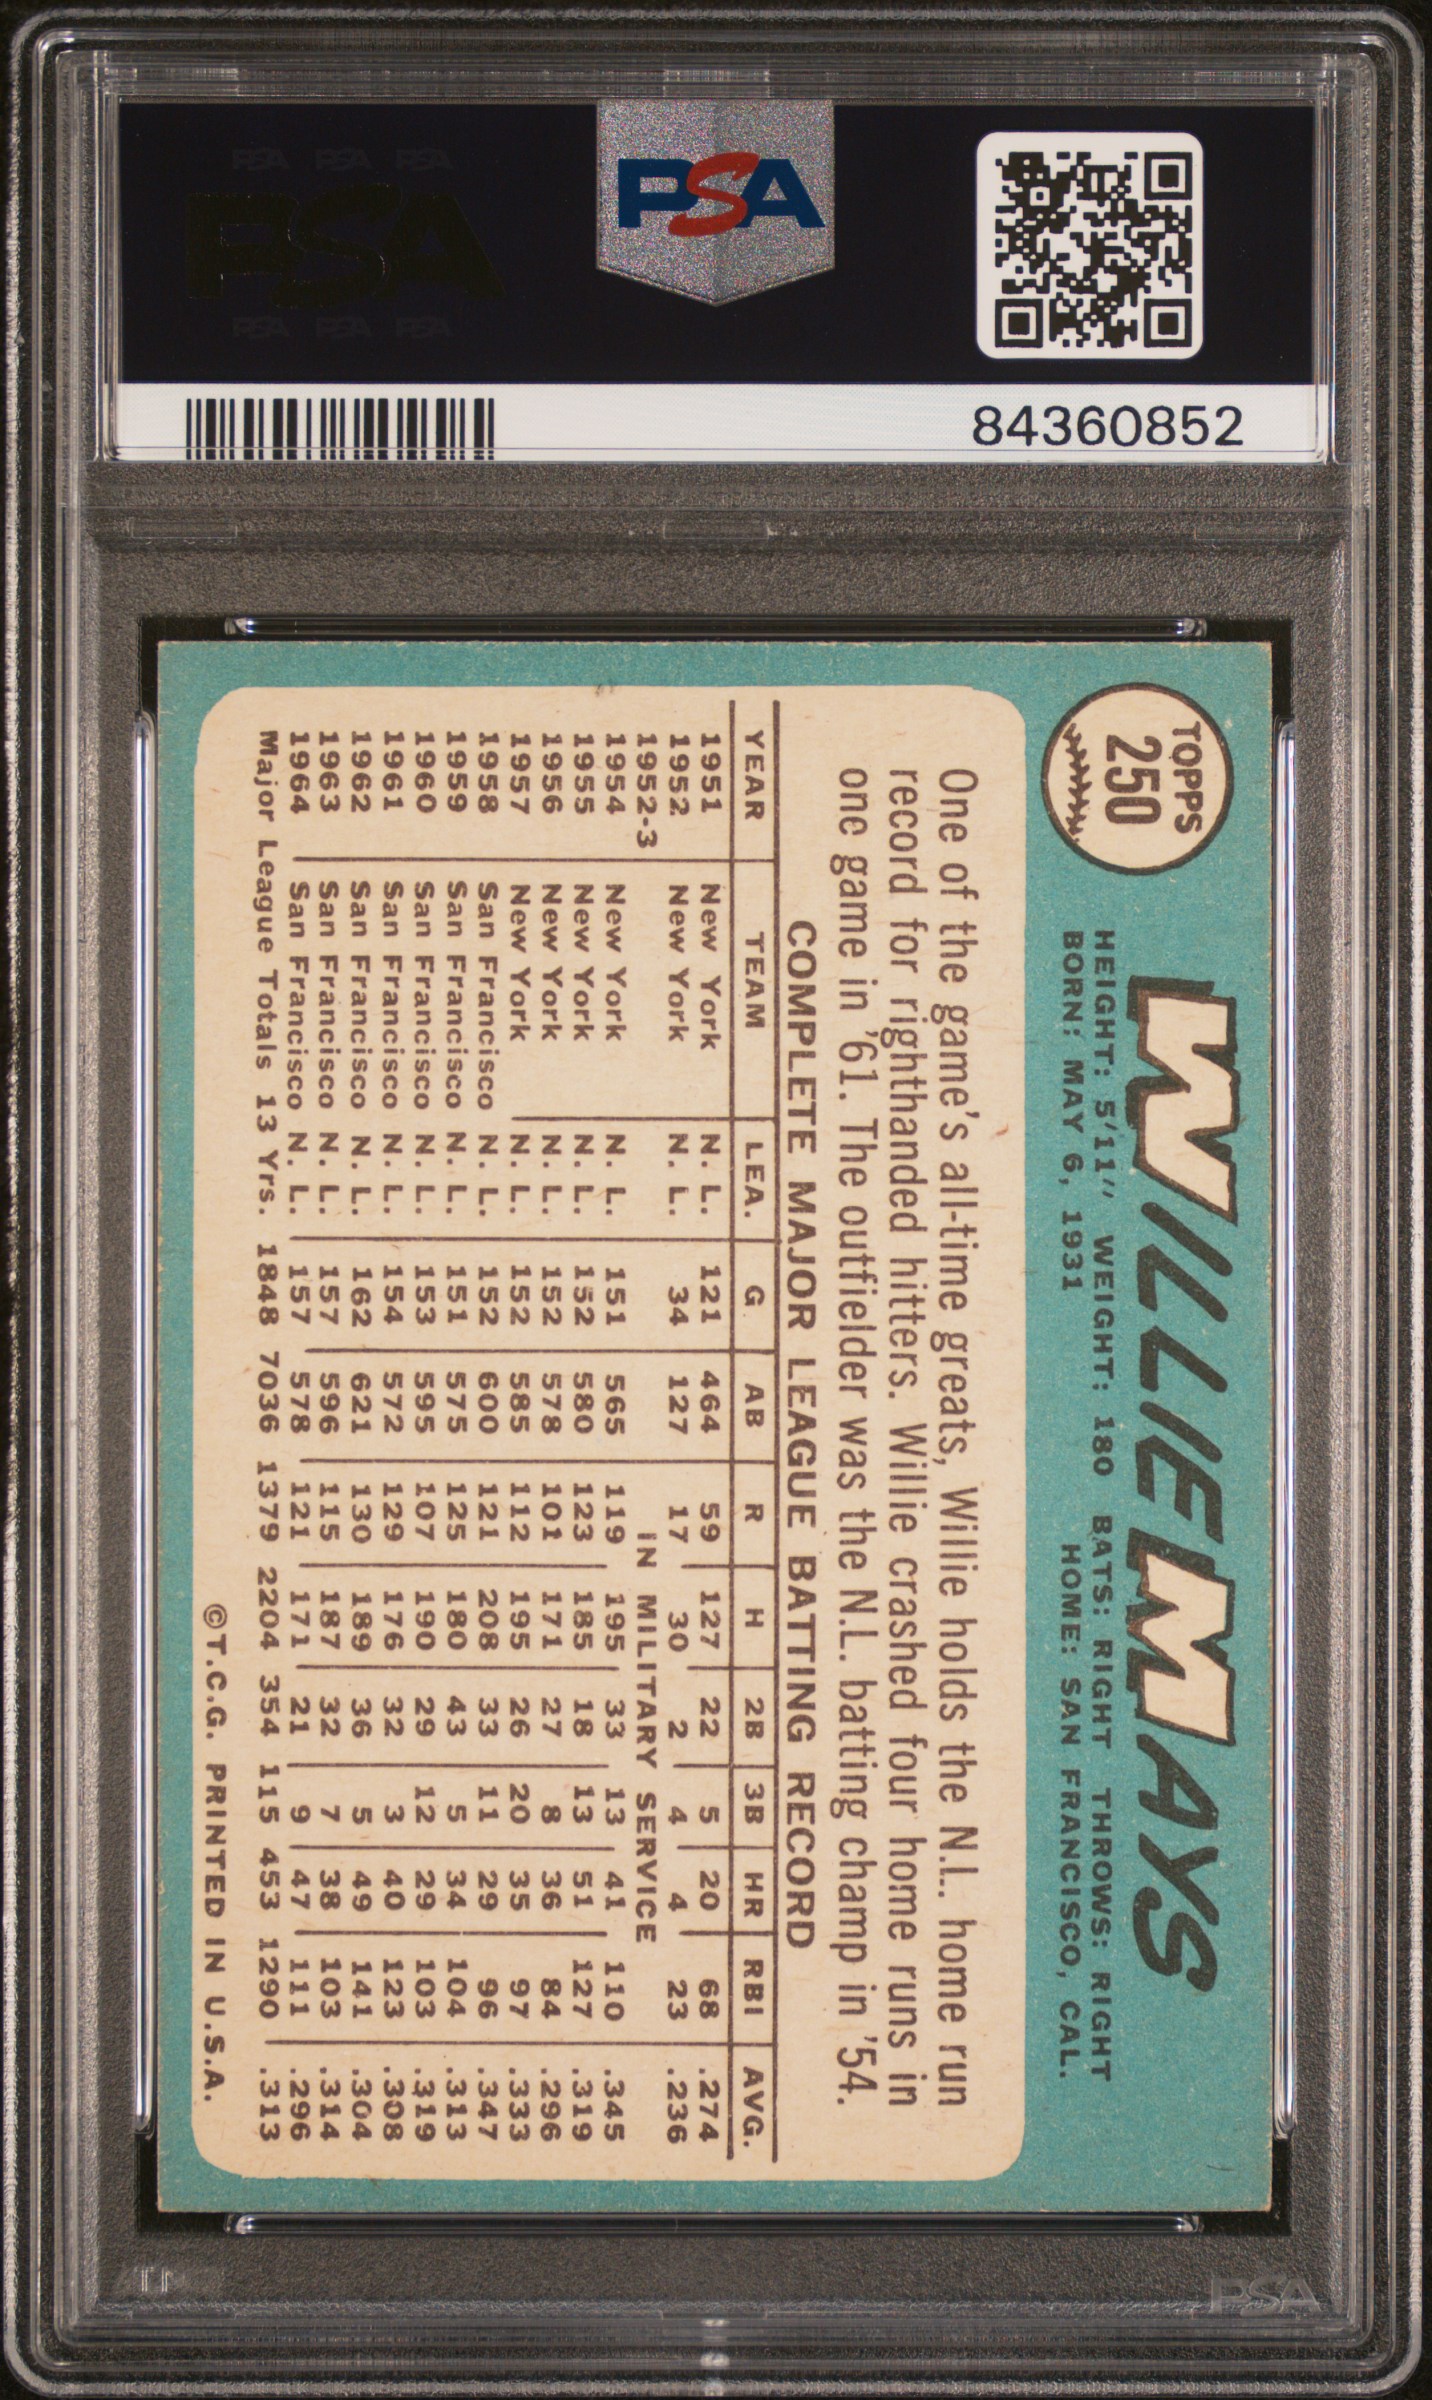 PSA PSA PSA
PSA
PSA PSA PSA
PSA
84360852
TOPPS
250
WILLIE MAYS
HEIGHT: 5'11" WEIGHT: 180 BATS: RIGHT THROWS: RIGHT
BORN: MAY 6, 1931 HOME: SAN FRANCISCO, CAL.
One of the game's all-time greats, Willie holds the N.L. home run
record for righthanded hitters. Willie crashed four home runs in
one game in '61. The outfielder was the N.L. batting champ in '54.
COMPLETE MAJOR LEAGUE BATTING RECORD
YEAR TEAM LEA. G AB R H 2B 3B HR RBI AVG.
1951 New York N. L. 121 464 59 127 22 5 20 68 .274
1952 New York N. L. 34 127 17 30 2 4 4 23 .236
1952-3 IN MILITARY SERVICE
1954 New York N. L. 151 565 119 195 33 13 41 110 .345
1955 New York N. L. 152 580 123 185 18 13 51 127 .319
1956 New York N. L. 152 578 101 171 27 8 36 84 .296
1957 New York N. L. 152 585 112 195 26 20 35 97 .333
1958 San Francisco N. L. 152 600 121 208 33 11 29 96 .347
1959 San Francisco N. L. 151 575 125 180 43 5 34 104 .313
1960 San Francisco N. L. 153 595 107 190 29 12 29 103 .319
1961 San Francisco N. L. 154 572 129 176 32 3 40 123 .308
1962 San Francisco N. L. 162 621 130 189 36 5 49 141 .304
1963 San Francisco N. L. 157 596 115 187 32 7 38 103 .314
1964 San Francisco N. L. 157 578 121 171 21 9 47 111 .296
Major League Totals 13 Yrs. 1848 7036 1379 2204 354 115 453 1290 .313
©T.C.G. PRINTED IN U.S.A.
PSA